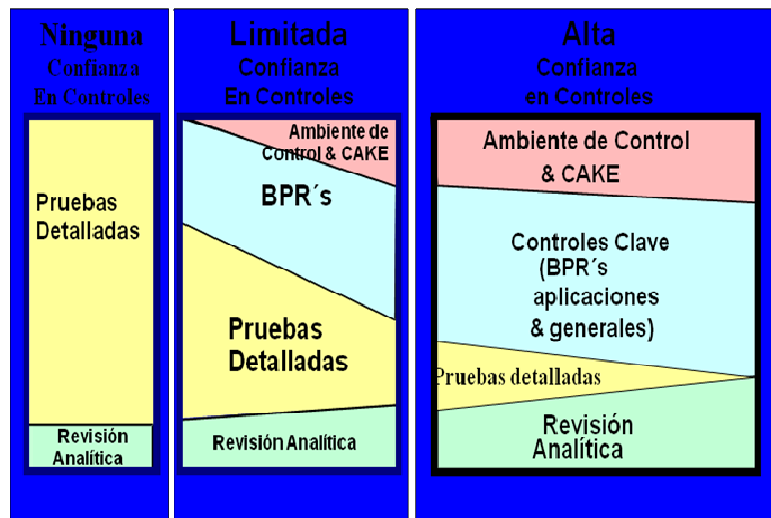 Ninguna
Confianza
En Controles
Pruebas
Detalladas
Revisión
Analítica
Limitada
Confianza
En Controles
Ambiente de
Control & CAKE
BPR´s
Pruebas
Detalladas
Revisión Analítica
Alta
Confianza
en Controles
Ambiente de Control
& CAKE
Controles Clave
(BPR´s
aplicaciones
& generales)
Pruebas detalladas
Revisión
Analítica